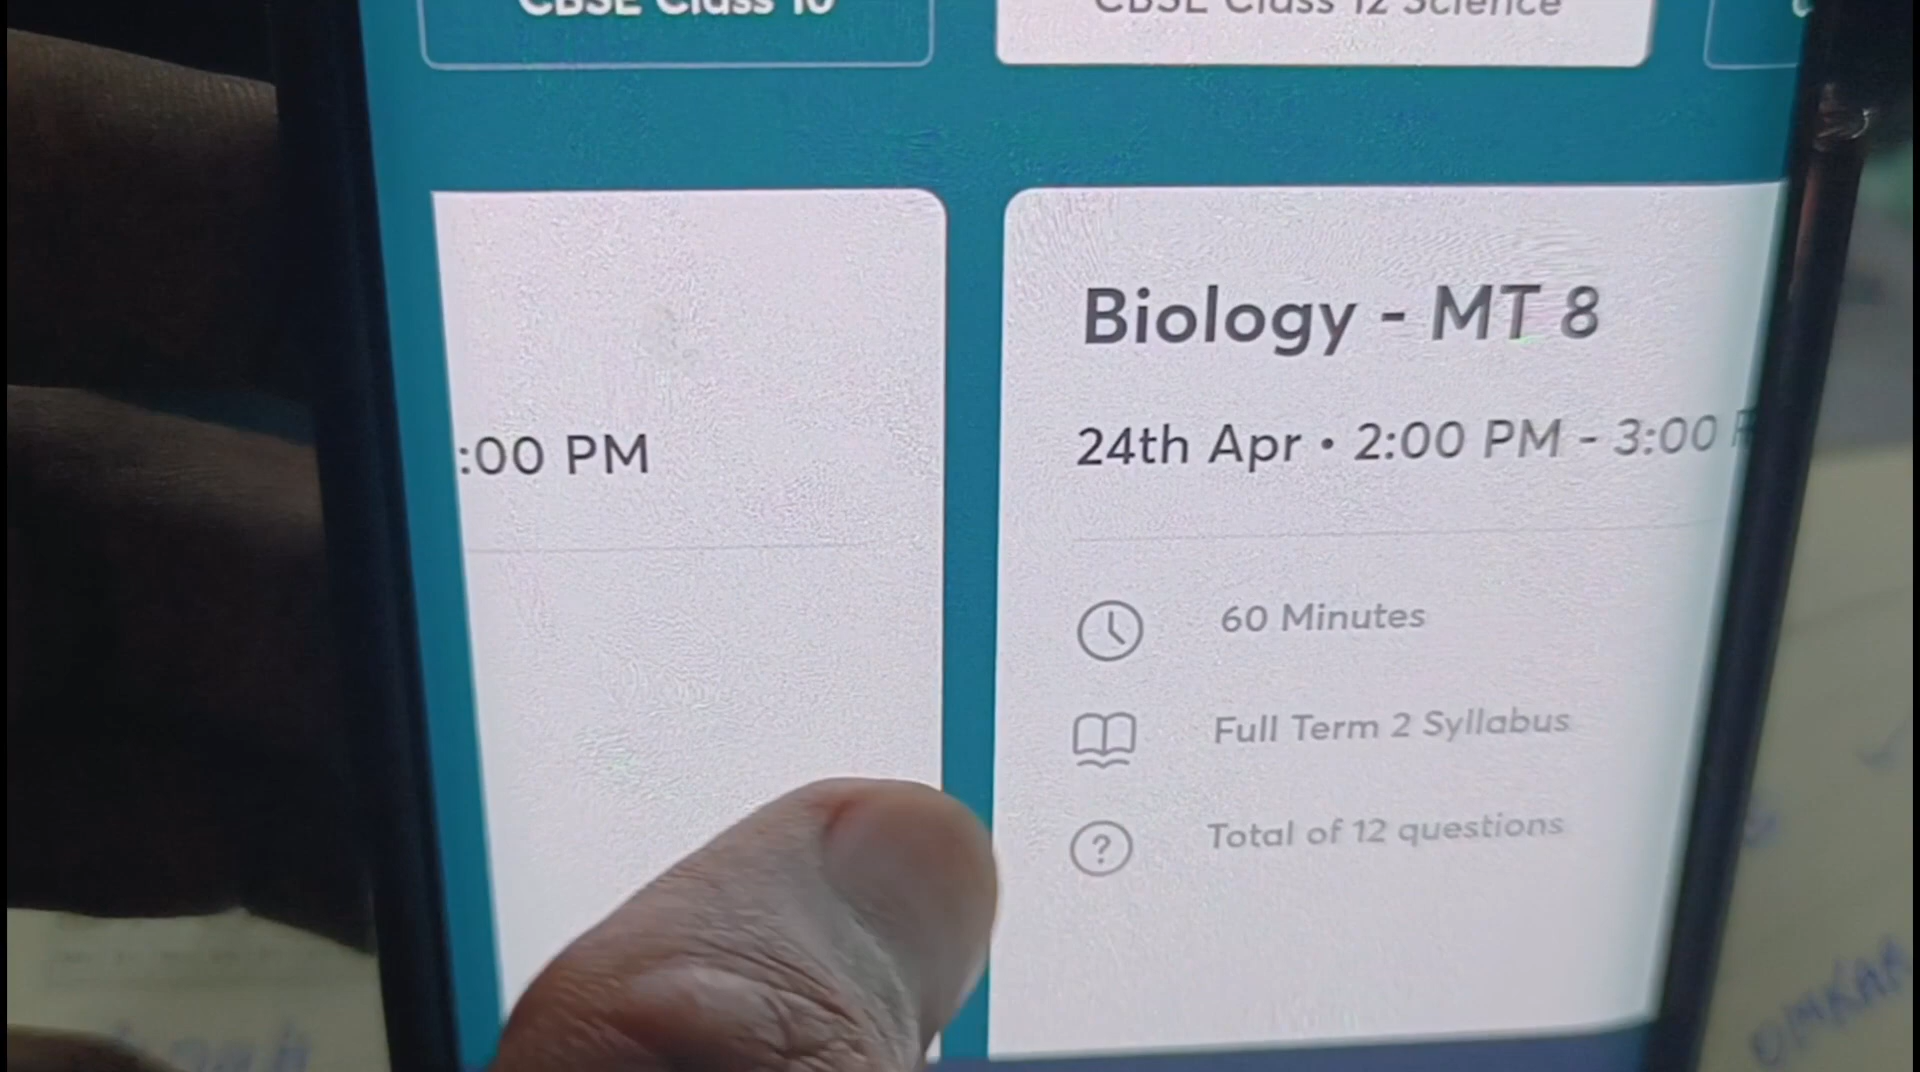 CBSE Class 10
CBSE Class 12 Science
:00 PM
Biology - MT 8
24th Apr • 2:00 PM - 3:00 P
60 Minutes
Full Term 2 Syllabus
Total of 12 questions
OMKAR